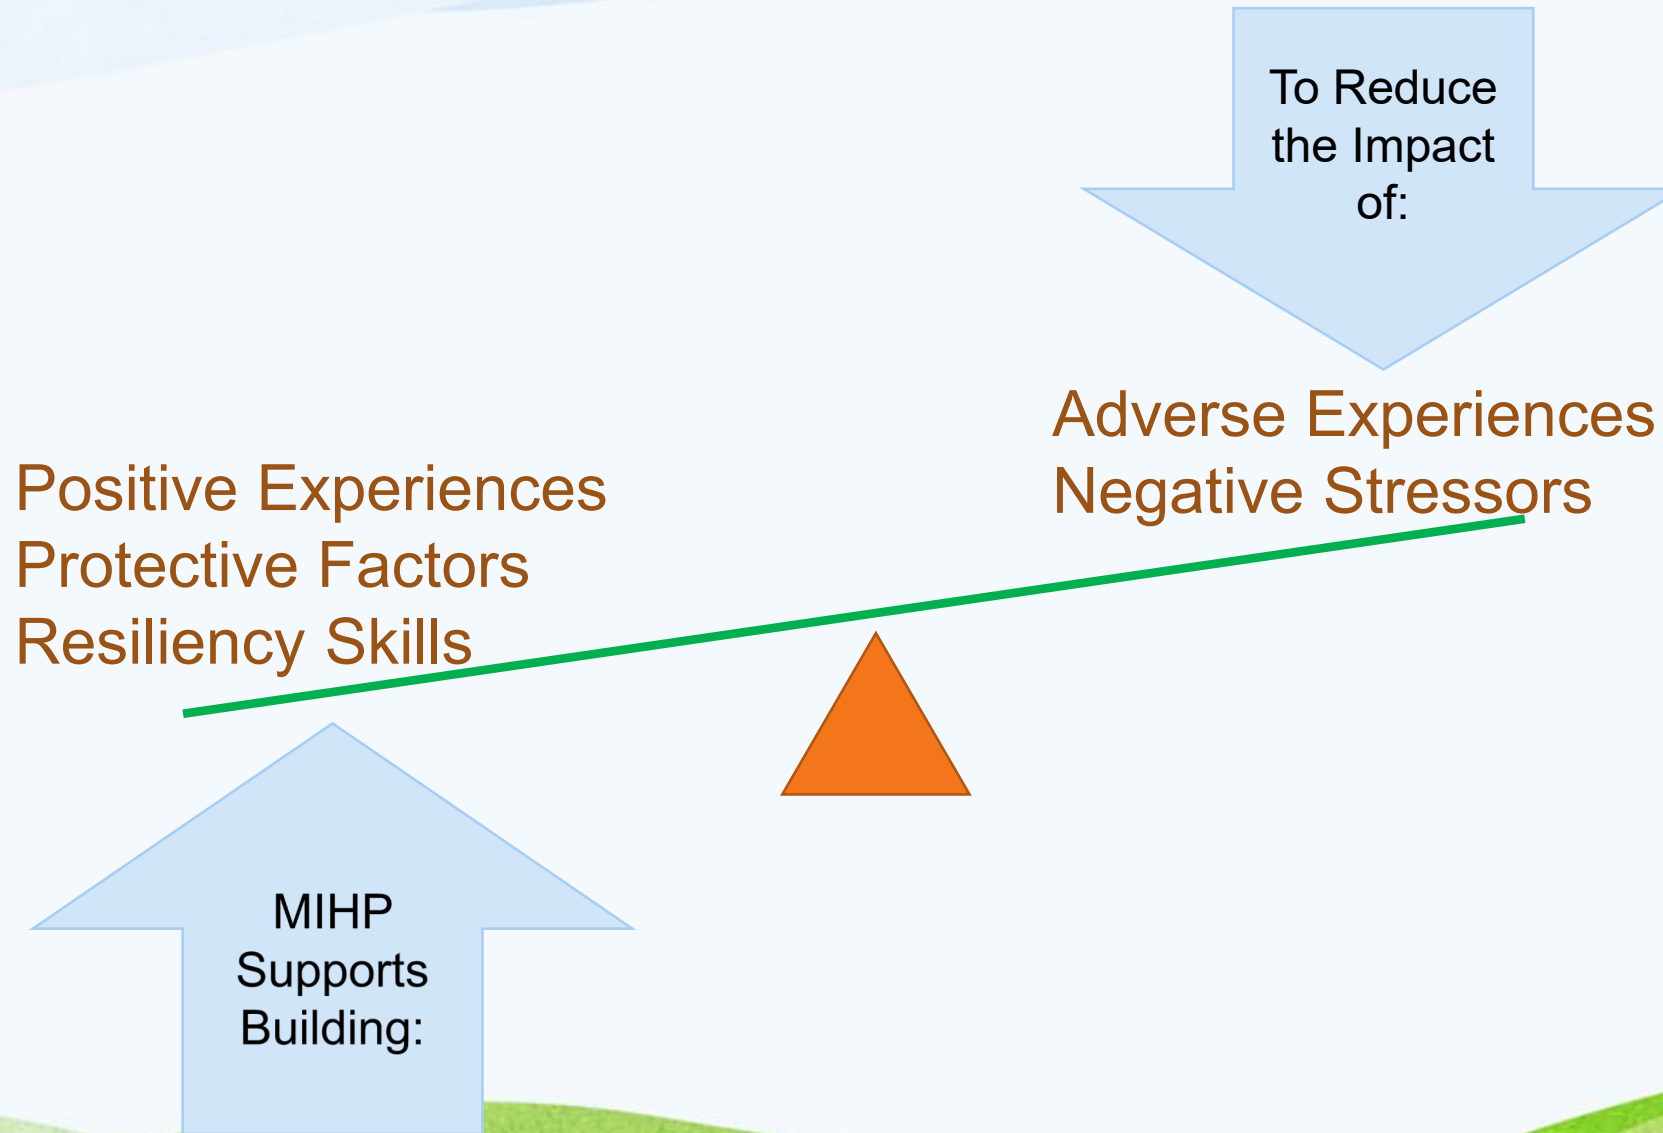 To Reduce
the Impact
of:
Adverse Experiences
Negative Stressors
Positive Experiences
Protective Factors
Resiliency Skills
MIHP
Supports
Building: